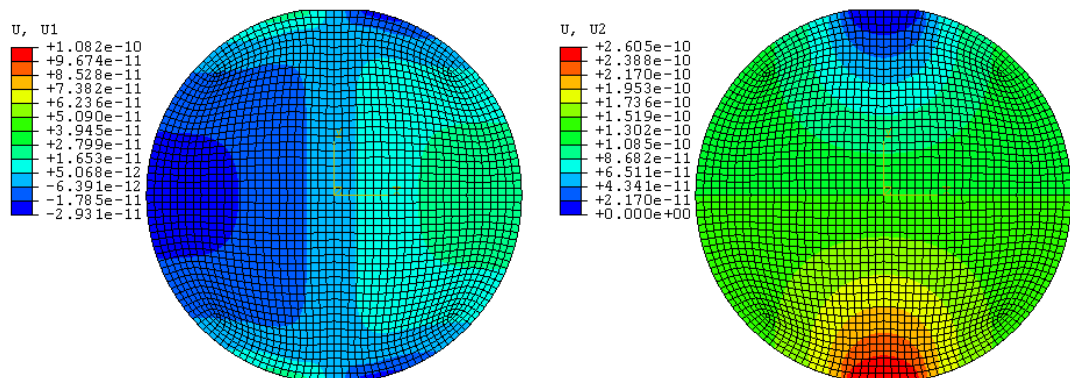 U, U1
+1.082e-10
+9.674e-11
+8.528e-11
+7.382e-11
+6.236e-11
+5.090e-11
+3.945e-11
+2.799e-11
+1.653e-11
+5.068e-12
-6.391e-12
-1.785e-11
-2.931e-11
U, U2
+2.605e-10
+2.388e-10
+2.170e-10
+1.953e-10
+1.736e-10
+1.519e-10
+1.302e-10
+1.085e-10
+8.682e-11
+6.511e-11
+4.341e-11
+2.170e-11
+0.000e+00